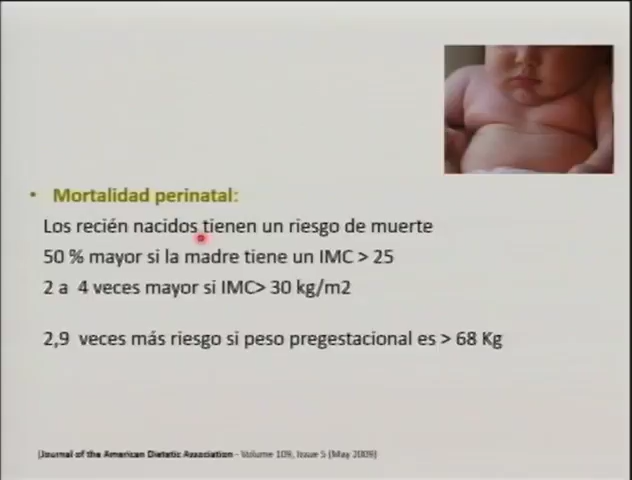 • Mortalidad perinatal:
Los recién nacidos tienen un riesgo de muerte
50 % mayor si la madre tiene un IMC > 25
2 a 4 veces mayor si IMC> 30 kg/m2
2,9 veces más riesgo si peso pregestacional es > 68 Kg
(Journal of the American Dietetic Association - Volume 109, Issue 5 (May 2009)